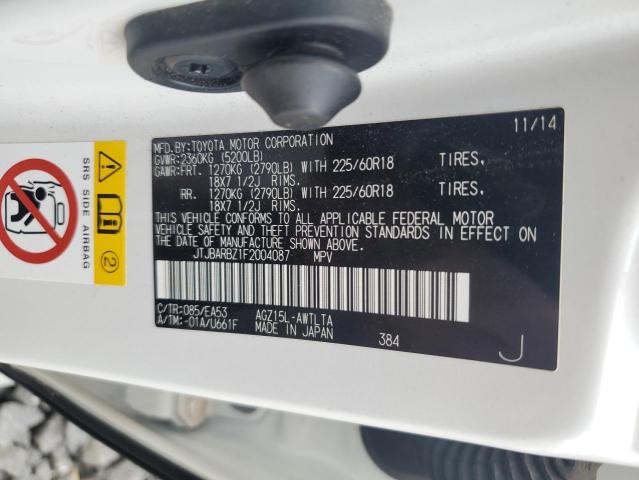 11/14
MFD.BY:TOYOTA MOTOR CORPORATION
GVWR:2360KG (5200LB)
GAWR:FRT. 1270KG (2790LB) WITH 225/60R18 TIRES,
18X7 1/2J RIMS.
RR. 1270KG (2790LB) WITH 225/60R18 TIRES,
18X7 1/2J RIMS.
THIS VEHICLE CONFORMS TO ALL APPLICABLE FEDERAL MOTOR
VEHICLE SAFETY AND THEFT PREVENTION STANDARDS IN EFFECT ON
THE DATE OF MANUFACTURE SHOWN ABOVE.
JTJBARBZ1F2004087 MPV
C/TR:085/EA53 AGZ15L-AWTLTA
A/TM:-01A/U661F MADE IN JAPAN 384 J
SRS SIDE AIRBAG
2